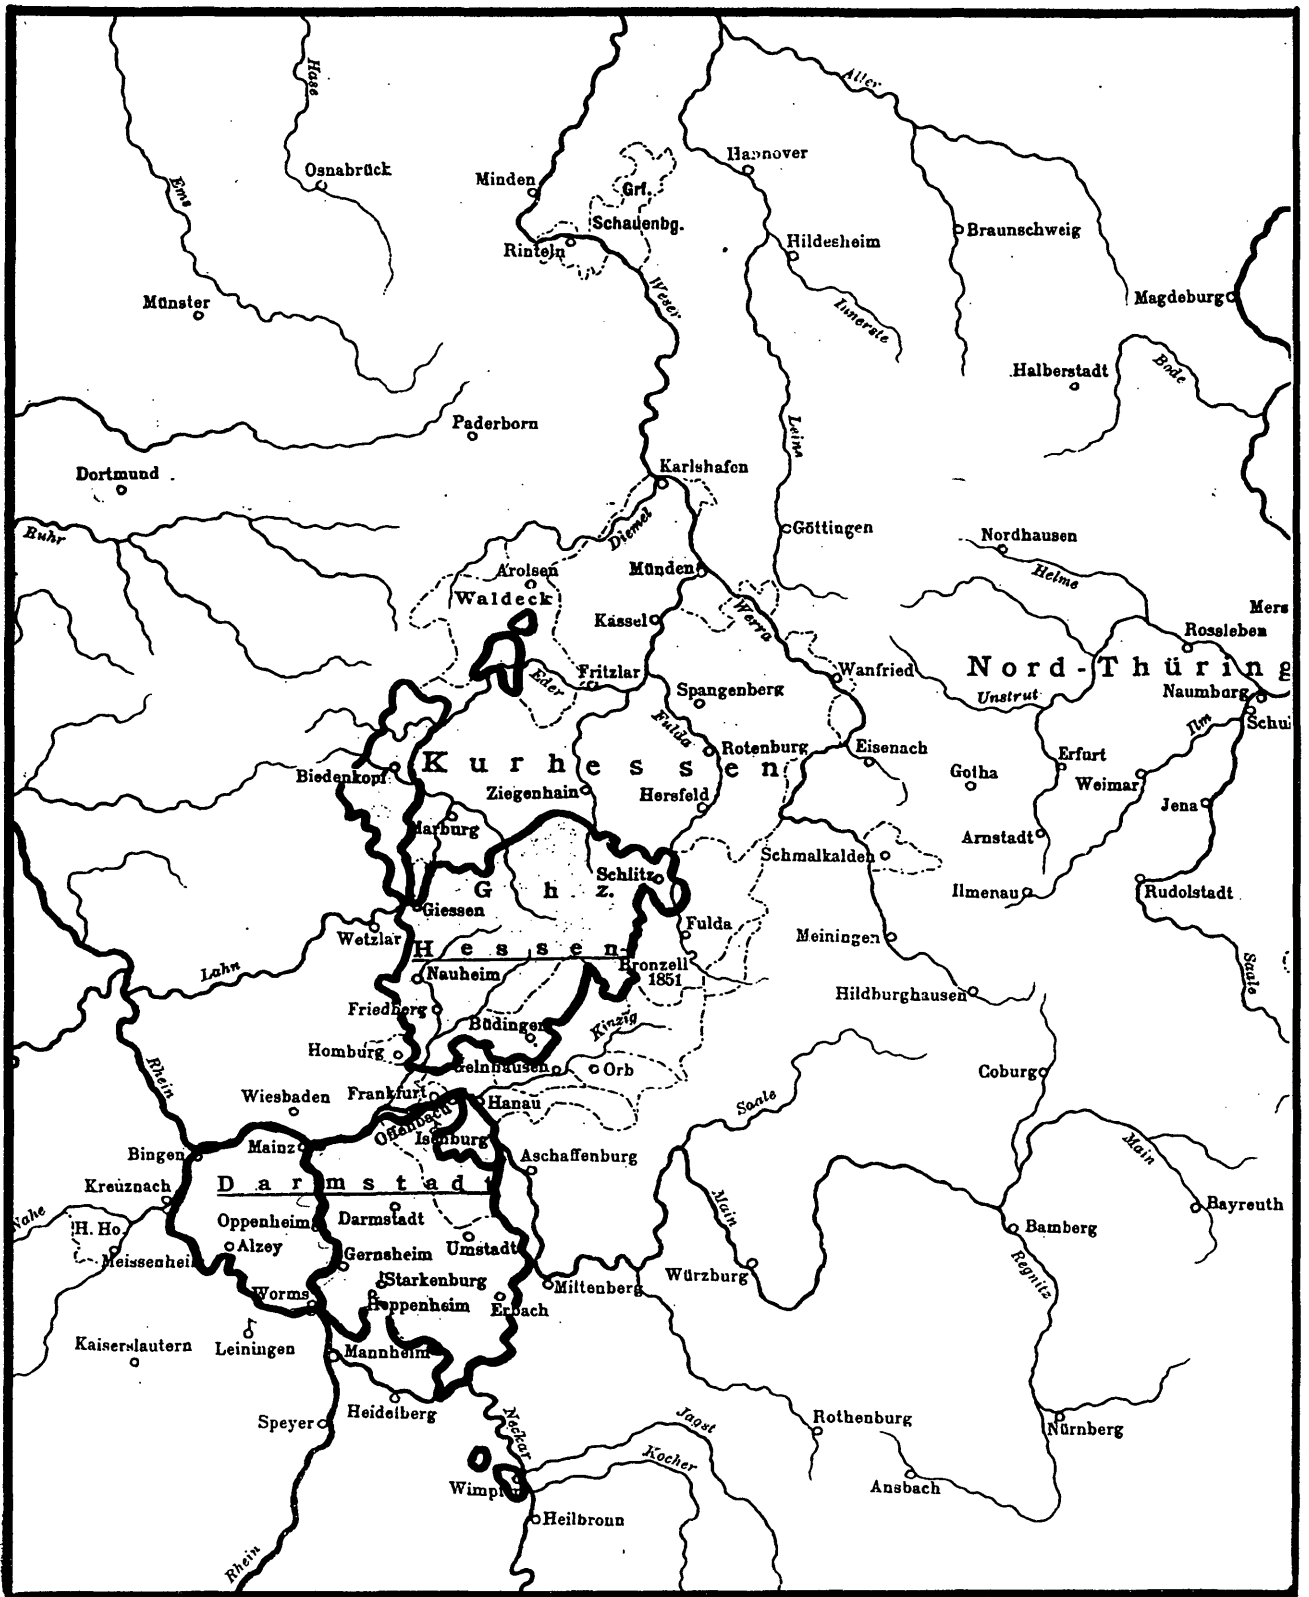 Aller
Hase
Hannover
Osnabrück
Minden
Ems
Grf.
Schauenbg.
Braunschweig
Hildesheim
Rinteln
Weser
Magdeburg
Münster
Innerste
Halberstadt
Bode
Paderborn
Leine
Karlshafen
Dortmund
Ruhr
Diemel
Göttingen
Nordhausen
Arolsen
Münden
Helme
Waldeck
Werra
Mers
Kassel
Rossleben
Nord-Thüring
Wanfried
Fritzlar
Eder
Spangenberg
Unstrut
Naumburg
Schu
Ilm
Fulda
Rotenburg
Eisenach
Erfurt
Kurhessen
Biedenkopf
Gotha
Weimar
Ziegenhain
Hersfeld
Jena
Marburg
Arnstadt
Schmalkalden
Schlitz
Ghz.
Ilmenau
Rudolstadt
Giessen
Fulda
Wetzlar
Meiningen
Hessen-
Bronzell
1851
Lahn
Nauheim
Saale
Hildburghausen
Friedberg
Büdingen
Kinzig
Homburg
Gelnhausen
Orb
Coburg
Rhein
Wiesbaden
Frankfurt
Hanau
Saale
Offenbach
Isenburg
Mainz
Main
Bingen
Aschaffenburg
Kreuznach
Darmstadt
Main
Bayreuth
Nahe
H. Ho.
Oppenheim
Darmstadt
Bamberg
Alzey
Umstadt
Meissenheim
Gernsheim
Würzburg
Regnitz
Starkenburg
Miltenberg
Worms
Heppenheim
Erbach
Kaiserslautern
Leiningen
Mannheim
Heidelberg
Speyer
Neckar
Jaost
Rothenburg
Nürnberg
Kocher
Ansbach
Heilbronn
Rhein